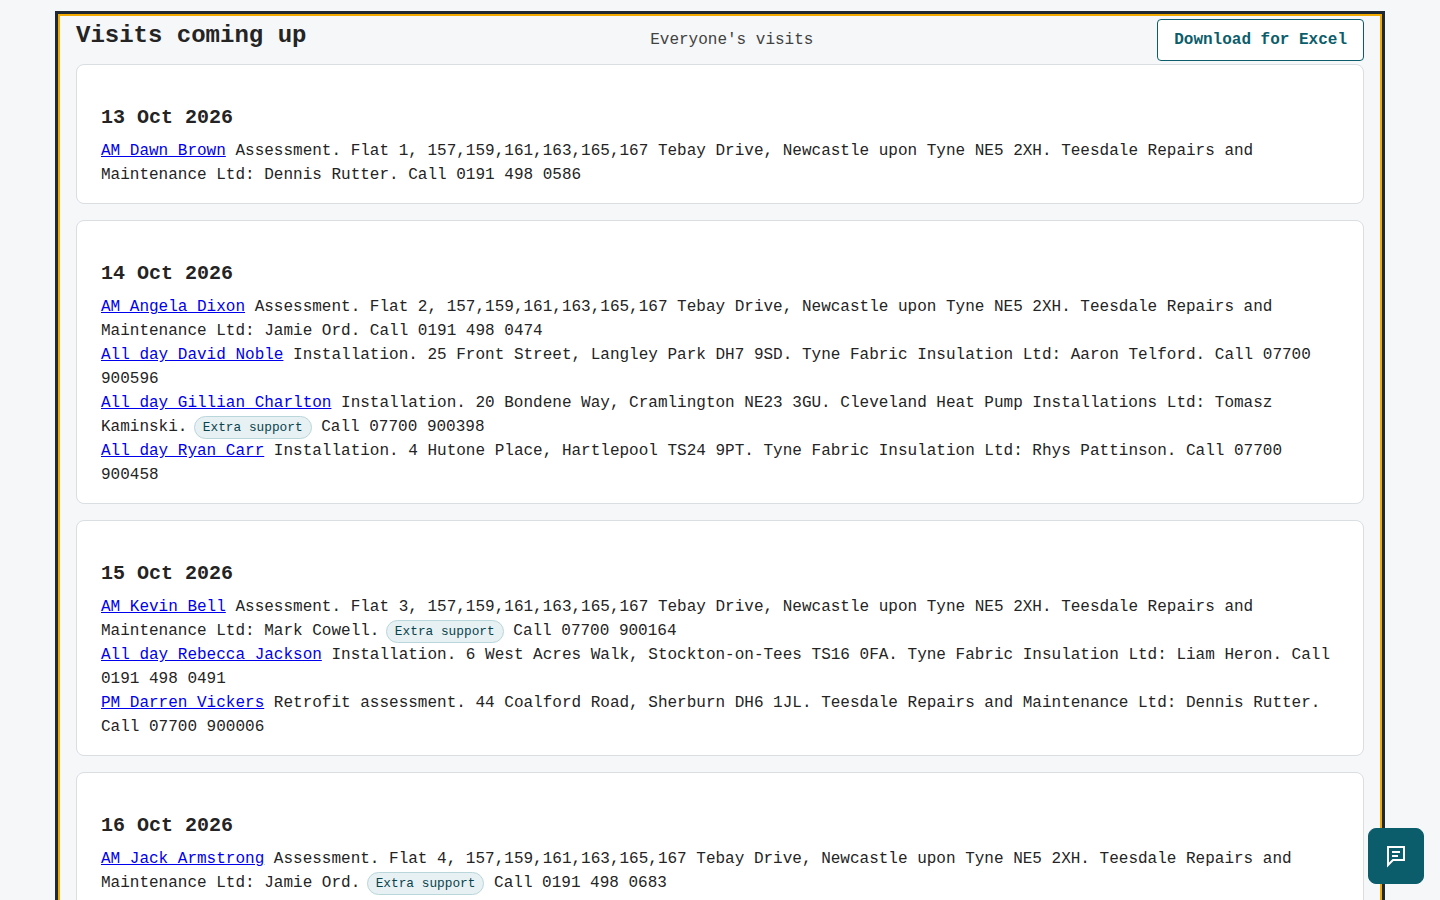 Visits coming up
Everyone's visits
Download for Excel
13 Oct 2026
AM Dawn Brown Assessment. Flat 1, 157,159,161,163,165,167 Tebay Drive, Newcastle upon Tyne NE5 2XH. Teesdale Repairs and
Maintenance Ltd: Dennis Rutter. Call 0191 498 0586
14 Oct 2026
AM Angela Dixon Assessment. Flat 2, 157,159,161,163,165,167 Tebay Drive, Newcastle upon Tyne NE5 2XH. Teesdale Repairs and
Maintenance Ltd: Jamie Ord. Call 0191 498 0474
All day David Noble Installation. 25 Front Street, Langley Park DH7 9SD. Tyne Fabric Insulation Ltd: Aaron Telford. Call 07700
900596
All day Gillian Charlton Installation. 20 Bondene Way, Cramlington NE23 3GU. Cleveland Heat Pump Installations Ltd: Tomasz
Kaminski. Extra support Call 07700 900398
All day Ryan Carr Installation. 4 Hutone Place, Hartlepool TS24 9PT. Tyne Fabric Insulation Ltd: Rhys Pattinson. Call 07700
900458
15 Oct 2026
AM Kevin Bell Assessment. Flat 3, 157,159,161,163,165,167 Tebay Drive, Newcastle upon Tyne NE5 2XH. Teesdale Repairs and
Maintenance Ltd: Mark Cowell. Extra support Call 07700 900164
All day Rebecca Jackson Installation. 6 West Acres Walk, Stockton-on-Tees TS16 0FA. Tyne Fabric Insulation Ltd: Liam Heron. Call
0191 498 0491
PM Darren Vickers Retrofit assessment. 44 Coalford Road, Sherburn DH6 1JL. Teesdale Repairs and Maintenance Ltd: Dennis Rutter.
Call 07700 900006
16 Oct 2026
AM Jack Armstrong Assessment. Flat 4, 157,159,161,163,165,167 Tebay Drive, Newcastle upon Tyne NE5 2XH. Teesdale Repairs and
Maintenance Ltd: Jamie Ord. Extra support Call 0191 498 0683